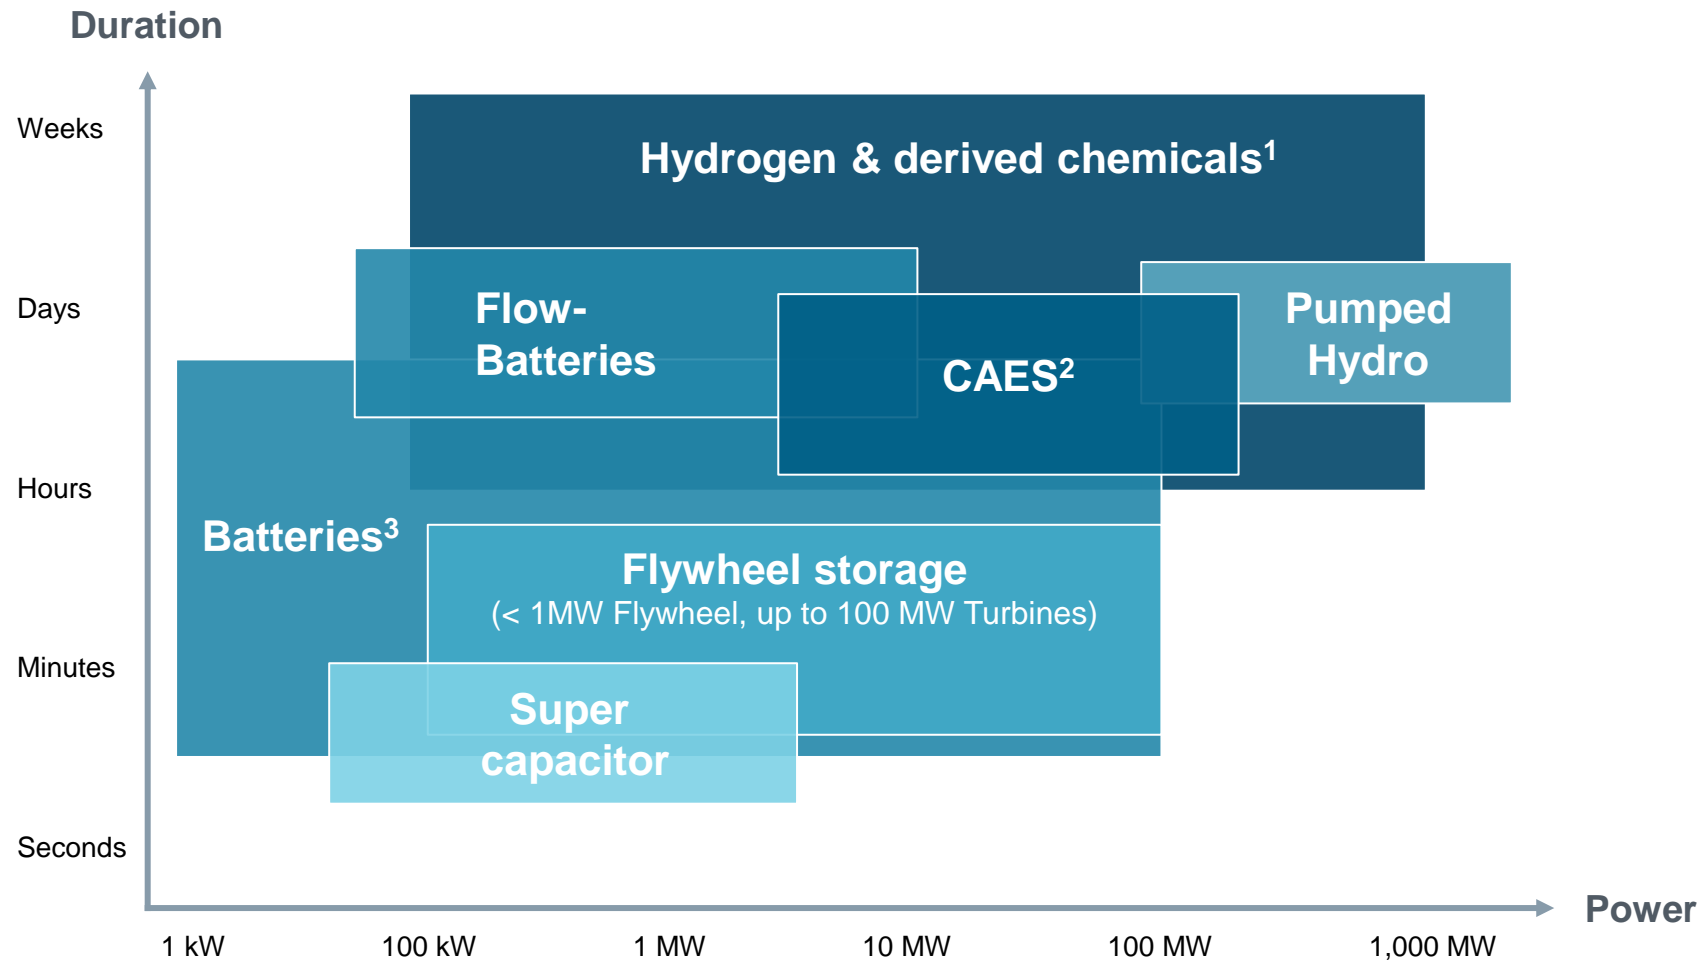 Duration
Weeks
Hydrogen & derived chemicals¹
Days
Flow-
Batteries
CAES²
Pumped
Hydro
Hours
Batteries³
Flywheel storage
(< 1MW Flywheel, up to 100 MW Turbines)
Minutes
Super
capacitor
Seconds
Power
1 kW
100 kW
1 MW
10 MW
100 MW
1,000 MW